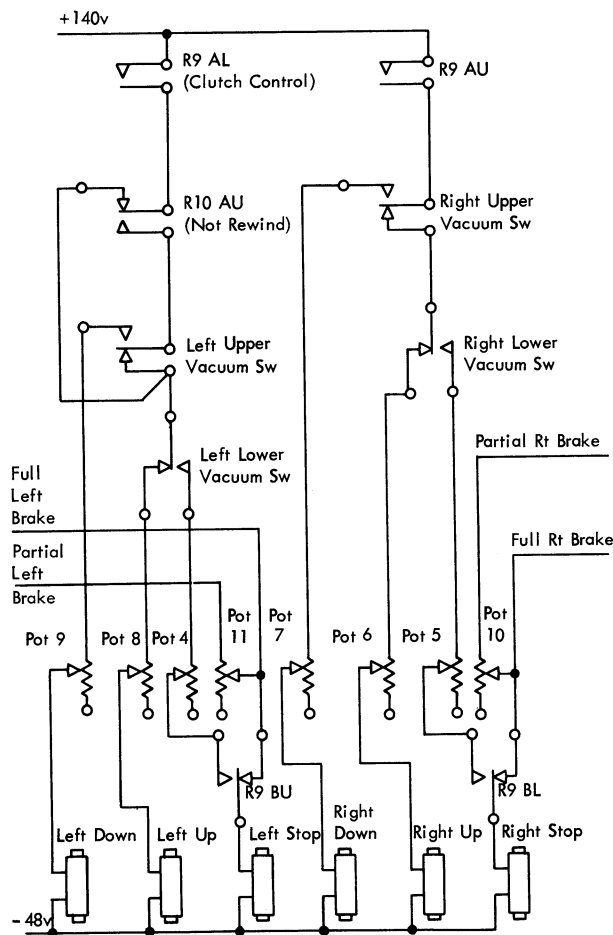 +140v
R9 AL
(Clutch Control)
R9 AU
R10 AU
(Not Rewind)
Right Upper
Vacuum Sw
Left Upper
Vacuum Sw
Right Lower
Vacuum Sw
Left Lower
Vacuum Sw
Partial Rt Brake
Full
Left
Brake
Full Rt Brake
Partial
Left
Brake
Pot 9
Pot 8
Pot 4
Pot
11
Pot
7
Pot 6
Pot 5
Pot
10
R9 BU
R9 BL
Left Down
Left Up
Left Stop
Right
Down
Right Up
Right Stop
- 48v